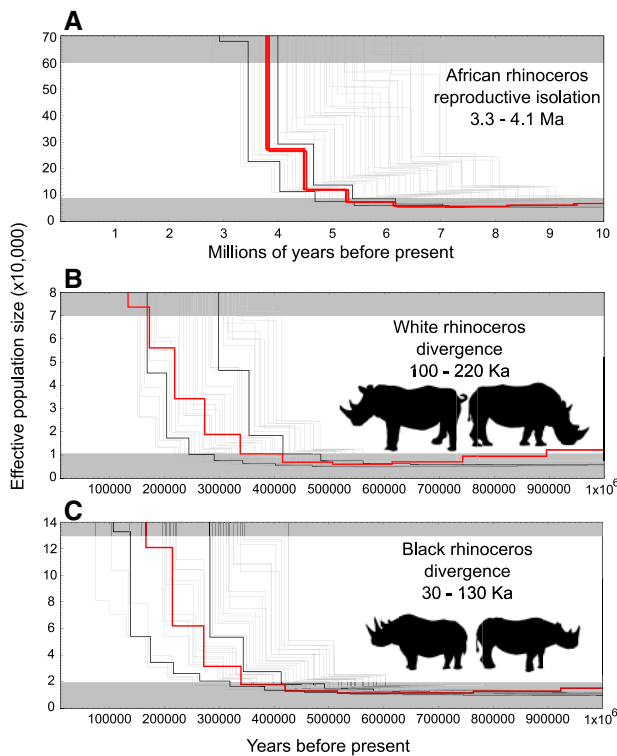 A
70
60
50
40
30
20
10
0
African rhinoceros
reproductive isolation
3.3 - 4.1 Ma
1 2 3 4 5 6 7 8 9 10
Millions of years before present
Effective population size (x10,000)
B
8
7
6
5
4
3
2
1
0
White rhinoceros
divergence
100 - 220 Ka
100000 200000 300000 400000 500000 600000 700000 800000 900000 1x10⁶
C
14
12
10
8
6
4
2
0
Black rhinoceros
divergence
30 - 130 Ka
100000 200000 300000 400000 500000 600000 700000 800000 900000 1x10⁶
Years before present